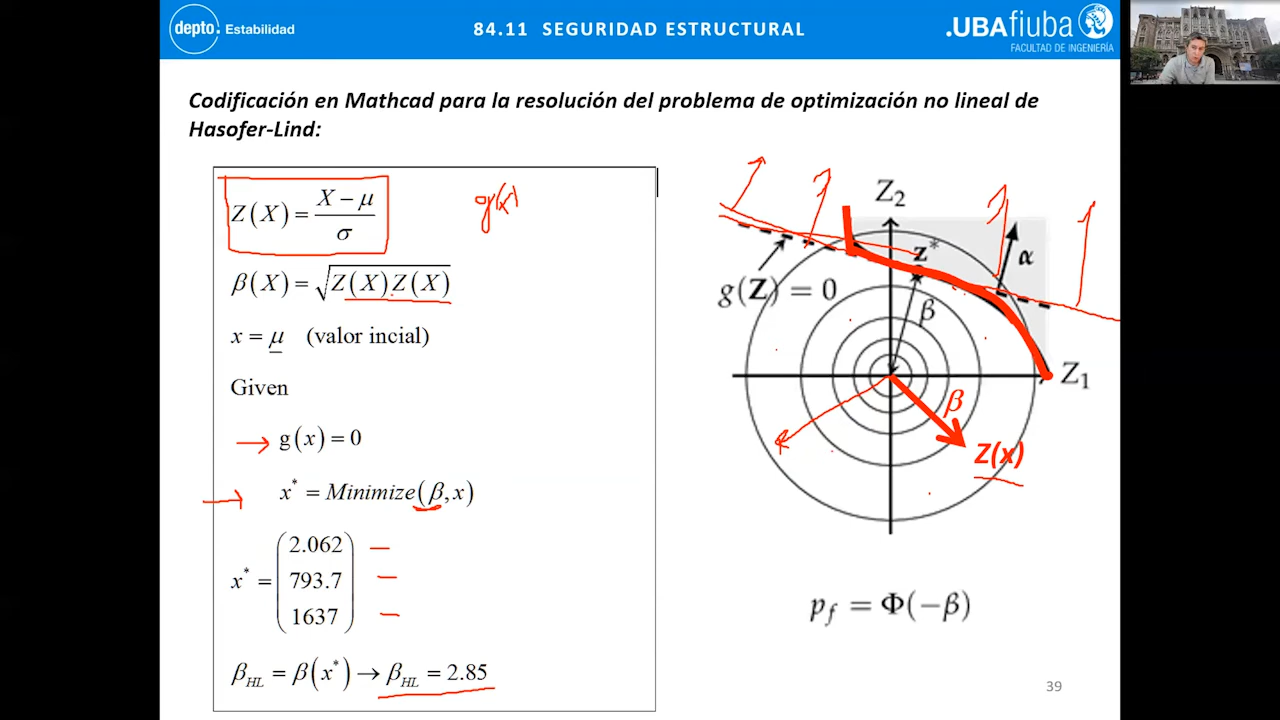 depto. Estabilidad
84.11 SEGURIDAD ESTRUCTURAL
.UBAfiuba
FACULTAD DE INGENIERÍA
Codificación en Mathcad para la resolución del problema de optimización no lineal de
Hasofer-Lind:
Z(X) = (X − μ) / σ
g(x)
β(X) = √(Z(X)Z(X))
x = μ (valor incial)
Given
→ g(x) = 0
→ x* = Minimize(β, x)
x* = (2.062
793.7
1637)
β_HL = β(x*) → β_HL = 2.85
Z₂
z*
α
g(Z) = 0
β
Z₁
β
Z(x)
p_f = Φ(−β)
39